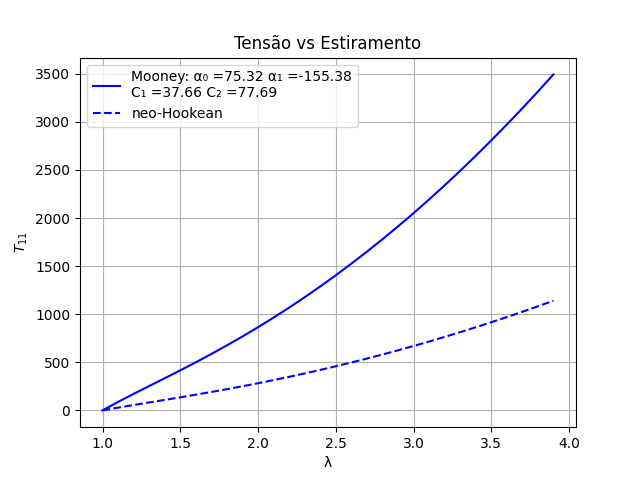 Tensão vs Estiramento
Mooney: α₀ =75.32 α₁ =-155.38
C₁ =37.66 C₂ =77.69
neo-Hookean
3500
3000
2500
2000
1500
1000
500
0
T₁₁
1.0 1.5 2.0 2.5 3.0 3.5 4.0
λ